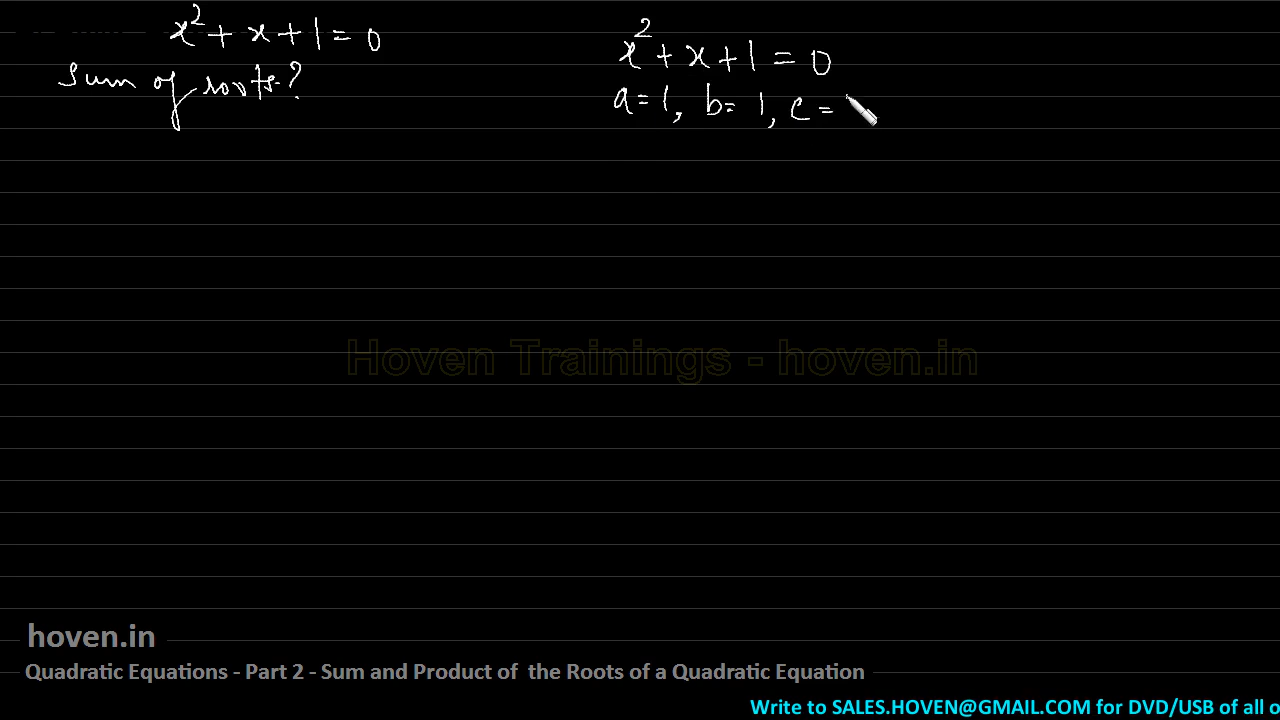 x² + x + 1 = 0
Sum of roots?
x² + x + 1 = 0
a = 1, b = 1, c =
Hoven Trainings - hoven.in
hoven.in
Quadratic Equations - Part 2 - Sum and Product of the Roots of a Quadratic Equation
Write to SALES.HOVEN@GMAIL.COM for DVD/USB of all o